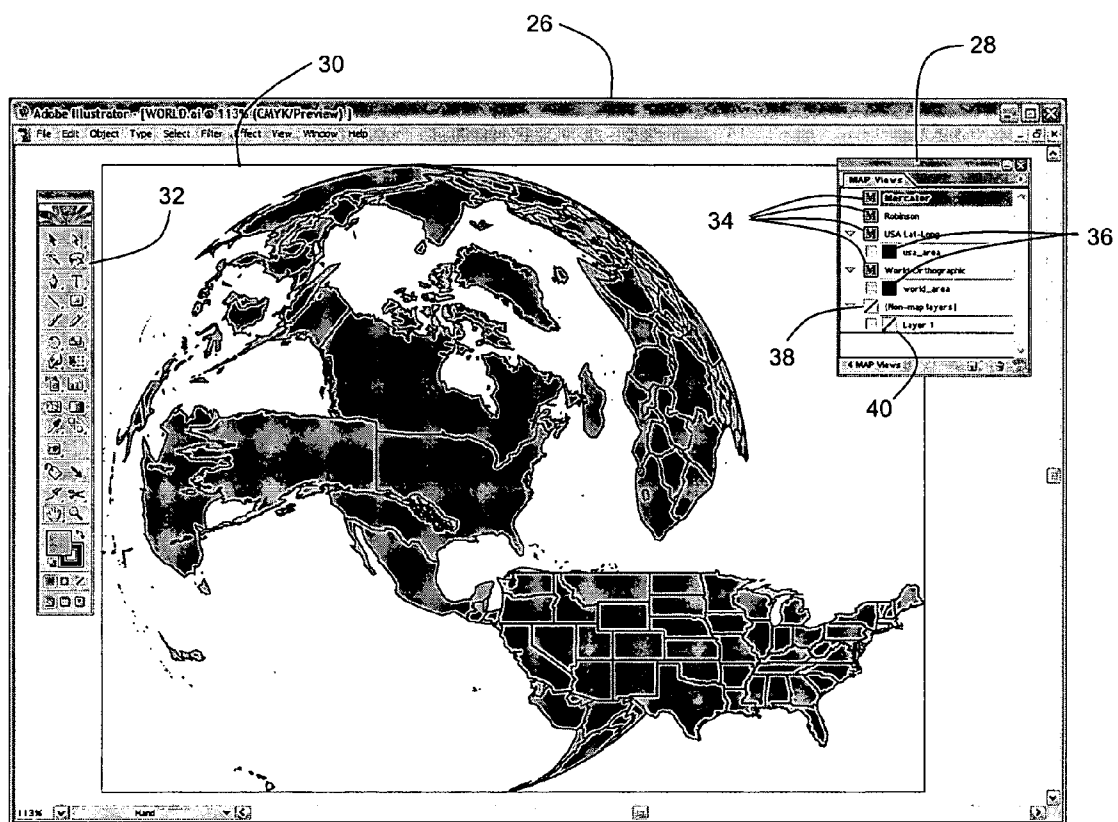 26
28
30
Adobe Illustrator - [WORLD.ai @ 113% (CMYK/Preview)]
File Edit Object Type Select Filter Effect View Window Help
32
MAP Views
Mercator
34
Robinson
36
USA Lat-Long
usa_area
World Orthographic
world_area
38
(Non-map layers)
Layer 1
40
4 MAP Views
T
113%
Hand